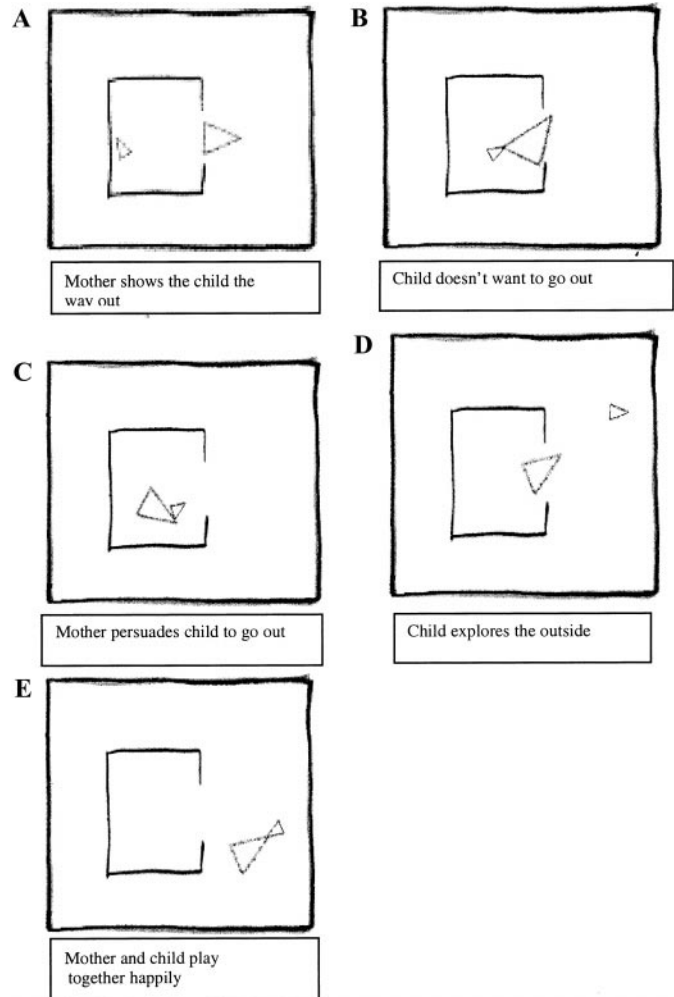 A
B
Mother shows the child the
way out
Child doesn't want to go out
C
D
Mother persuades child to go out
Child explores the outside
E
Mother and child play
together happily